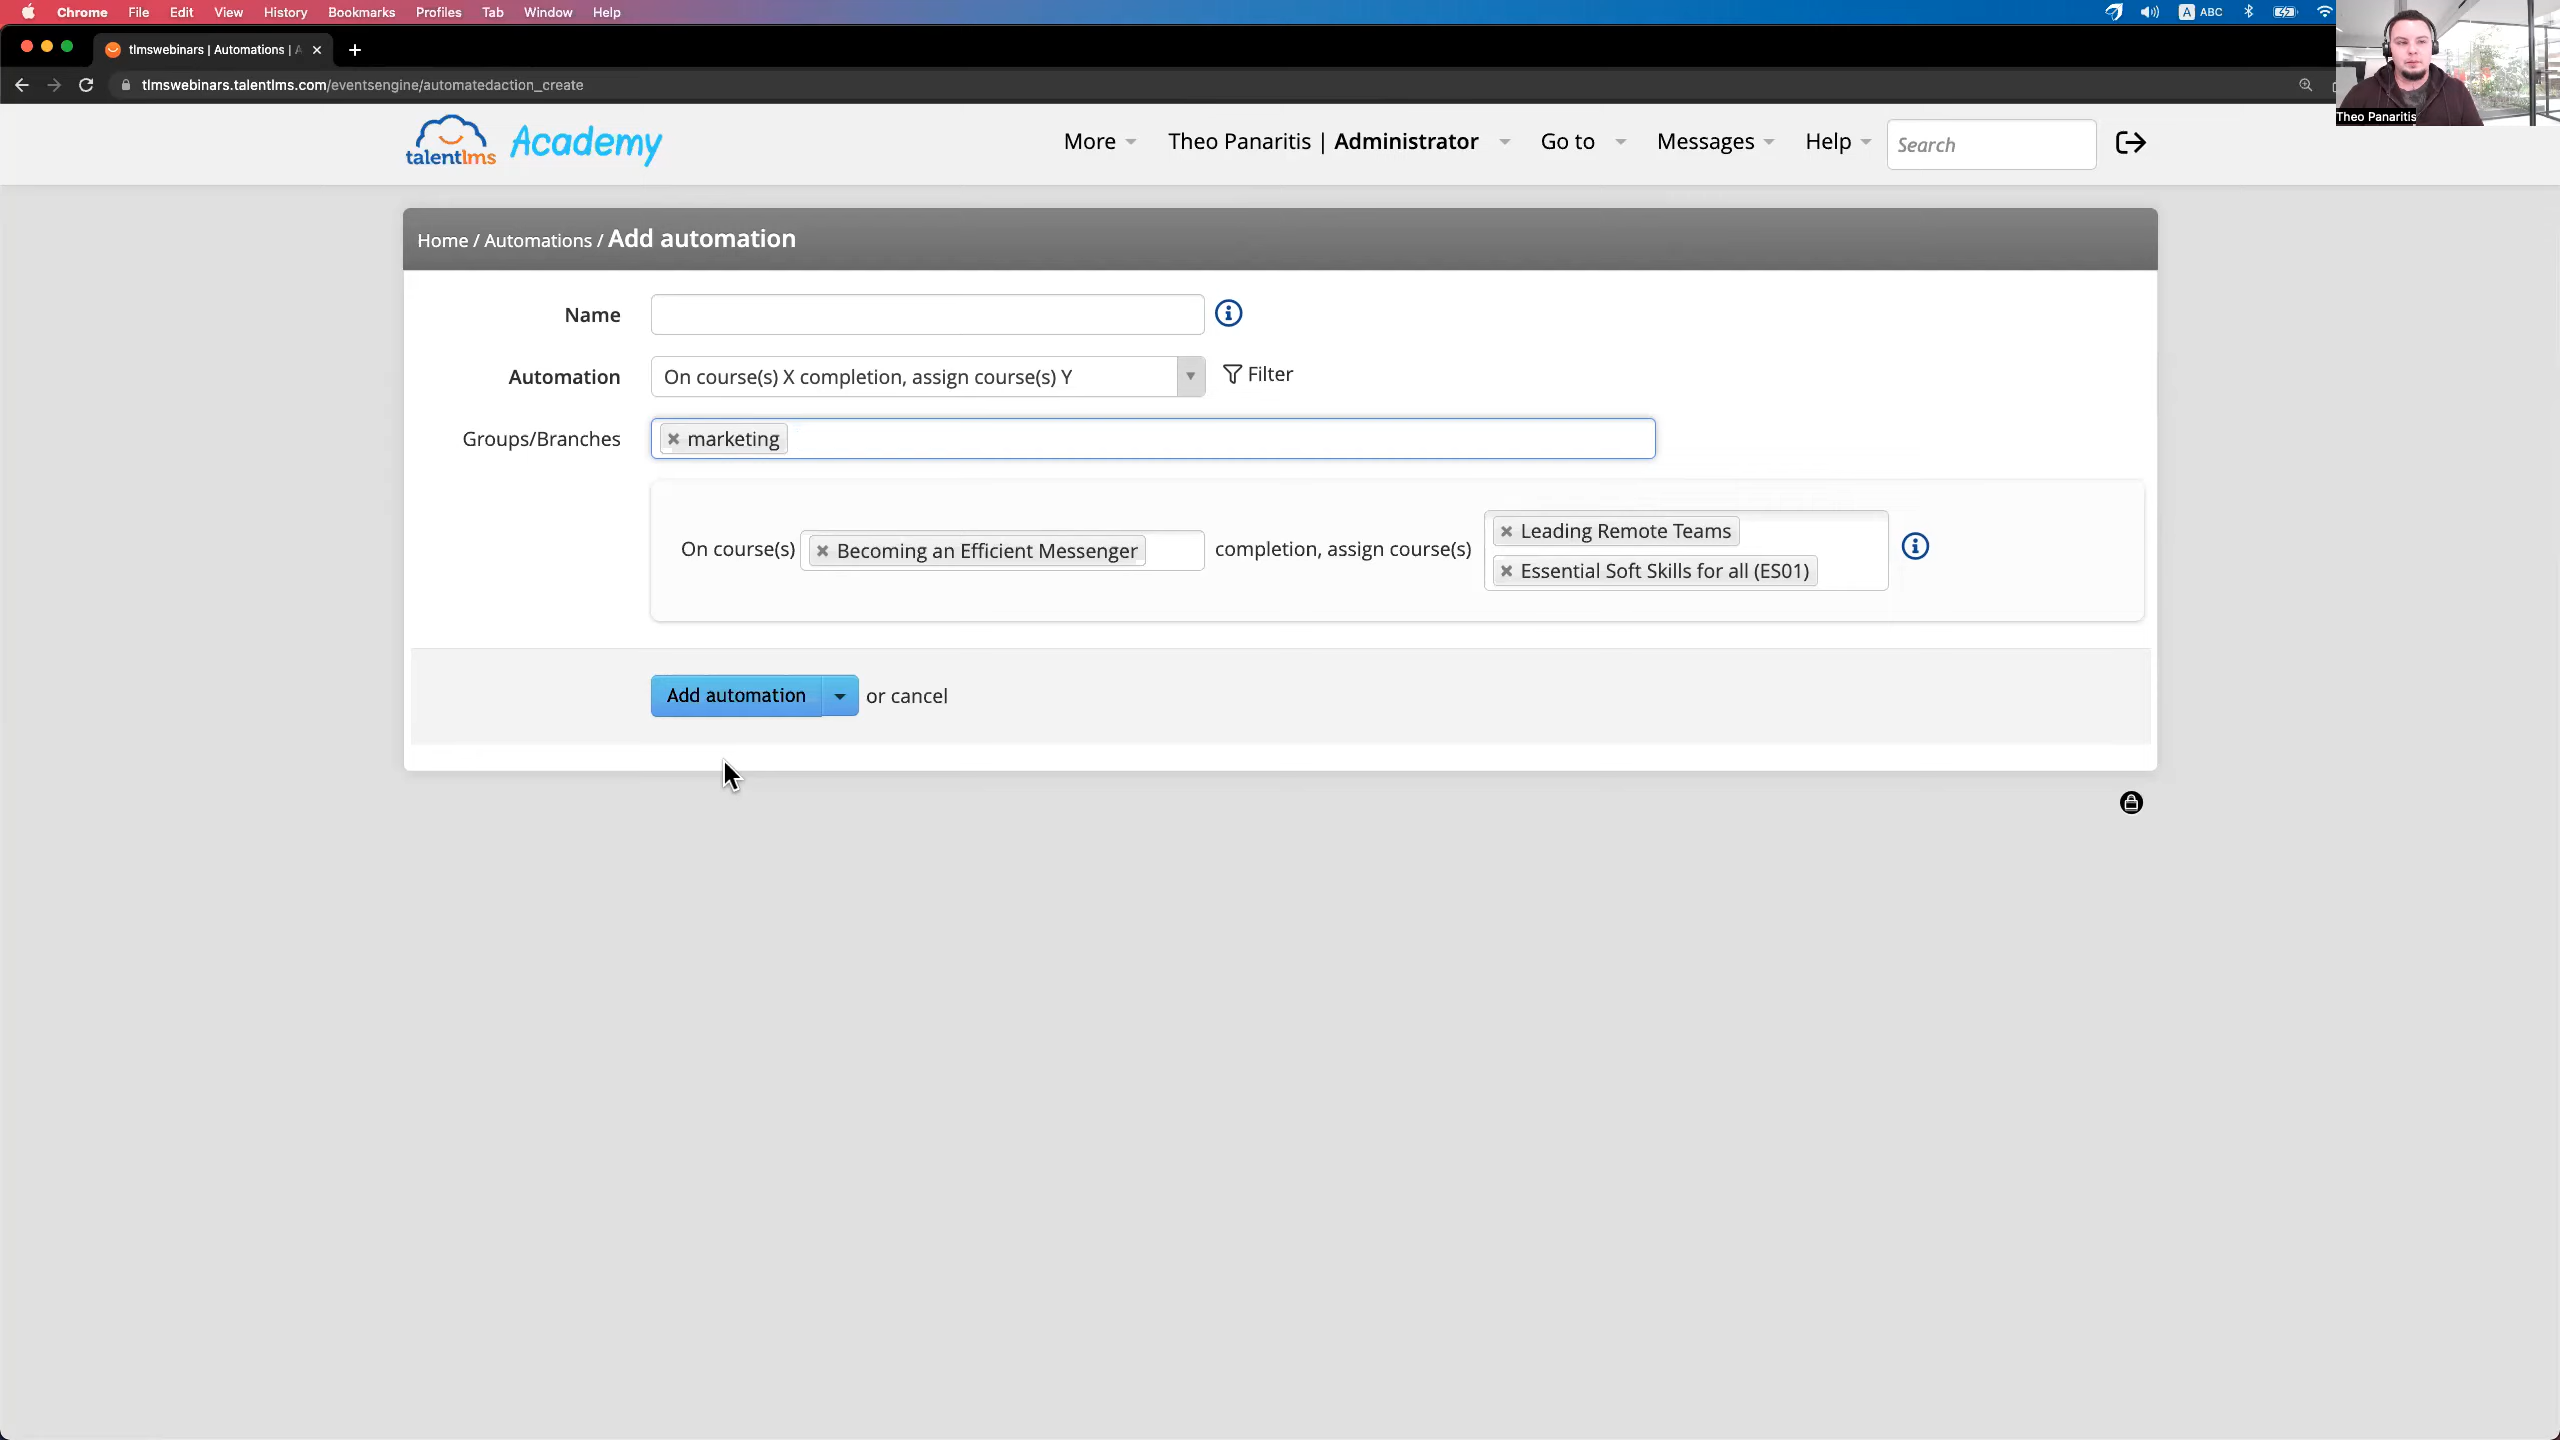 Chrome File Edit View History Bookmarks Profiles Tab Window Help A ABC
tlmswebinars | Automations | A
tlmswebinars.talentlms.com/eventsengine/automatedaction_create
Theo Panaritis
talentlms Academy More Theo Panaritis | Administrator Go to Messages Help Search
Home / Automations / Add automation
Name
Automation On course(s) X completion, assign course(s) Y Filter
Groups/Branches marketing
On course(s) Becoming an Efficient Messenger completion, assign course(s) Leading Remote Teams
Essential Soft Skills for all (ES01)
Add automation or cancel